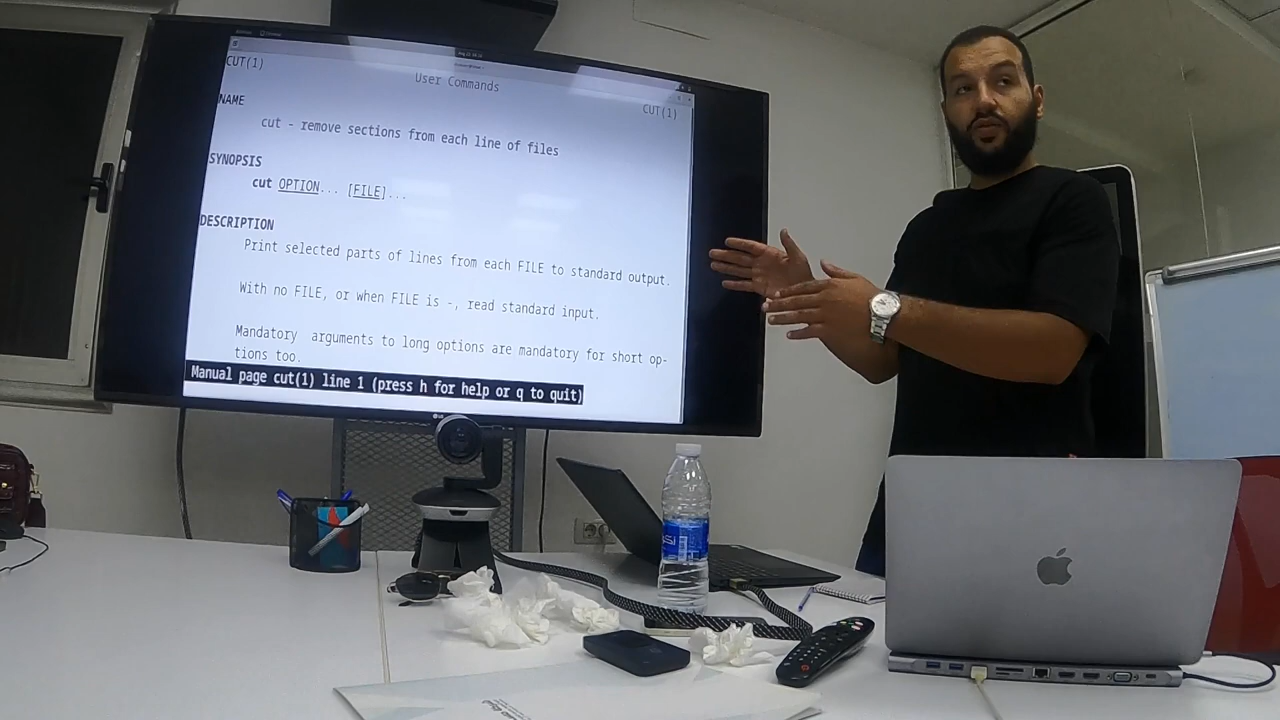 CUT(1)
User Commands
CUT(1)
NAME
cut - remove sections from each line of files
SYNOPSIS
cut OPTION... [FILE]...
DESCRIPTION
Print selected parts of lines from each FILE to standard output.
With no FILE, or when FILE is -, read standard input.
Mandatory arguments to long options are mandatory for short op-
tions too.
Manual page cut(1) line 1 (press h for help or q to quit)
LG